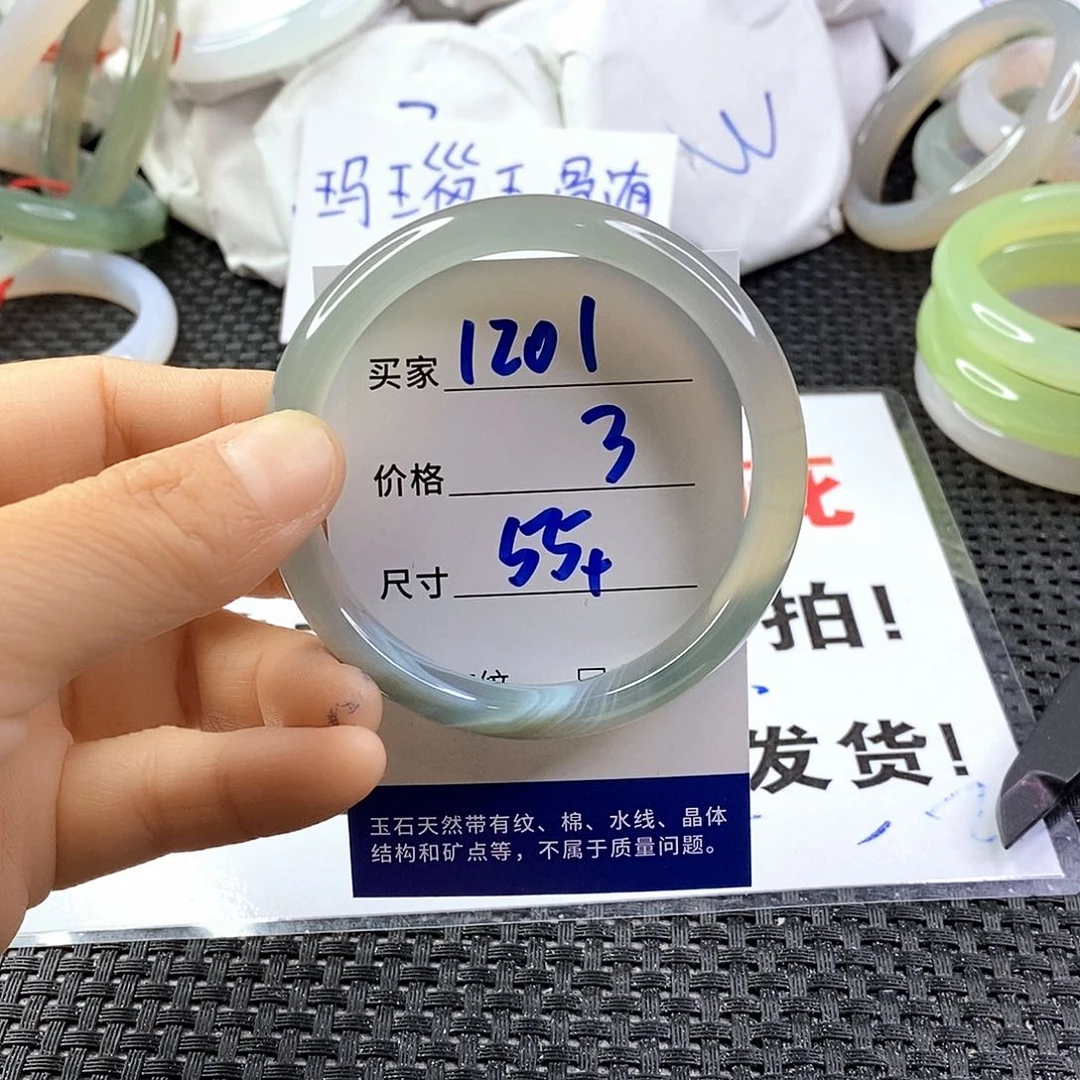 玛瑙玉
买家 1201
价格 3
尺寸 55+
死
拍!
发货!
玉石天然带有纹、棉、水线、晶体
结构和矿点等，不属于质量问题。